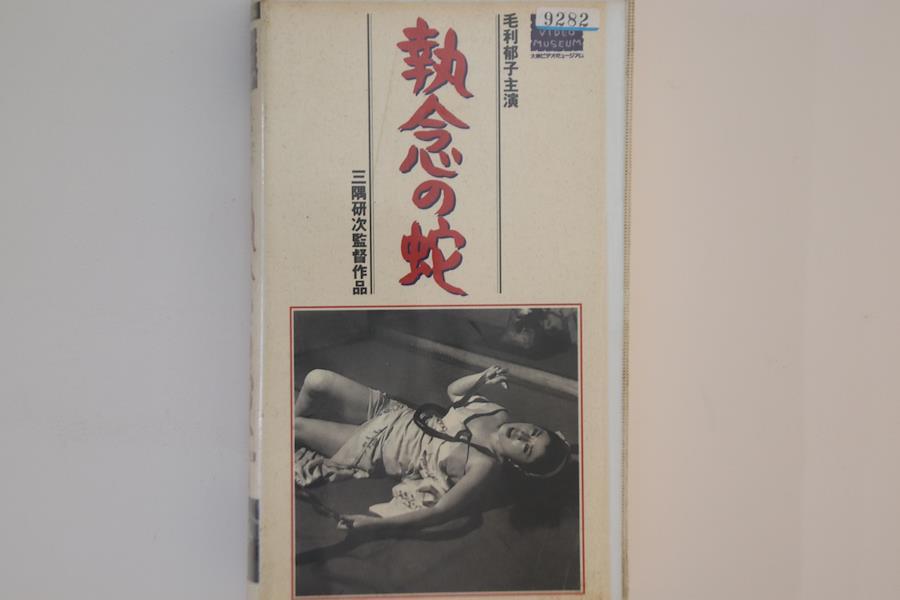 9282
VIDEO
MUSEUM
大映ビデオミュージアム
毛利郁子主演
執念の蛇
三隅研次監督作品